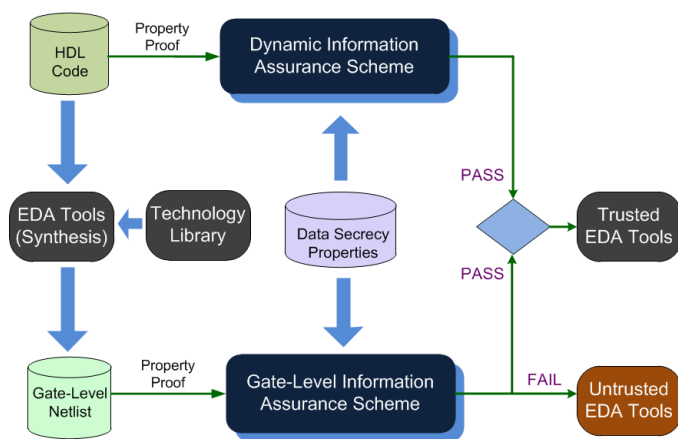 HDL
Code
Property
Proof
Dynamic Information
Assurance Scheme
PASS
EDA Tools
(Synthesis)
Technology
Library
Data Secrecy
Properties
Trusted
EDA Tools
PASS
Gate-Level
Netlist
Property
Proof
Gate-Level Information
Assurance Scheme
FAIL
Untrusted
EDA Tools